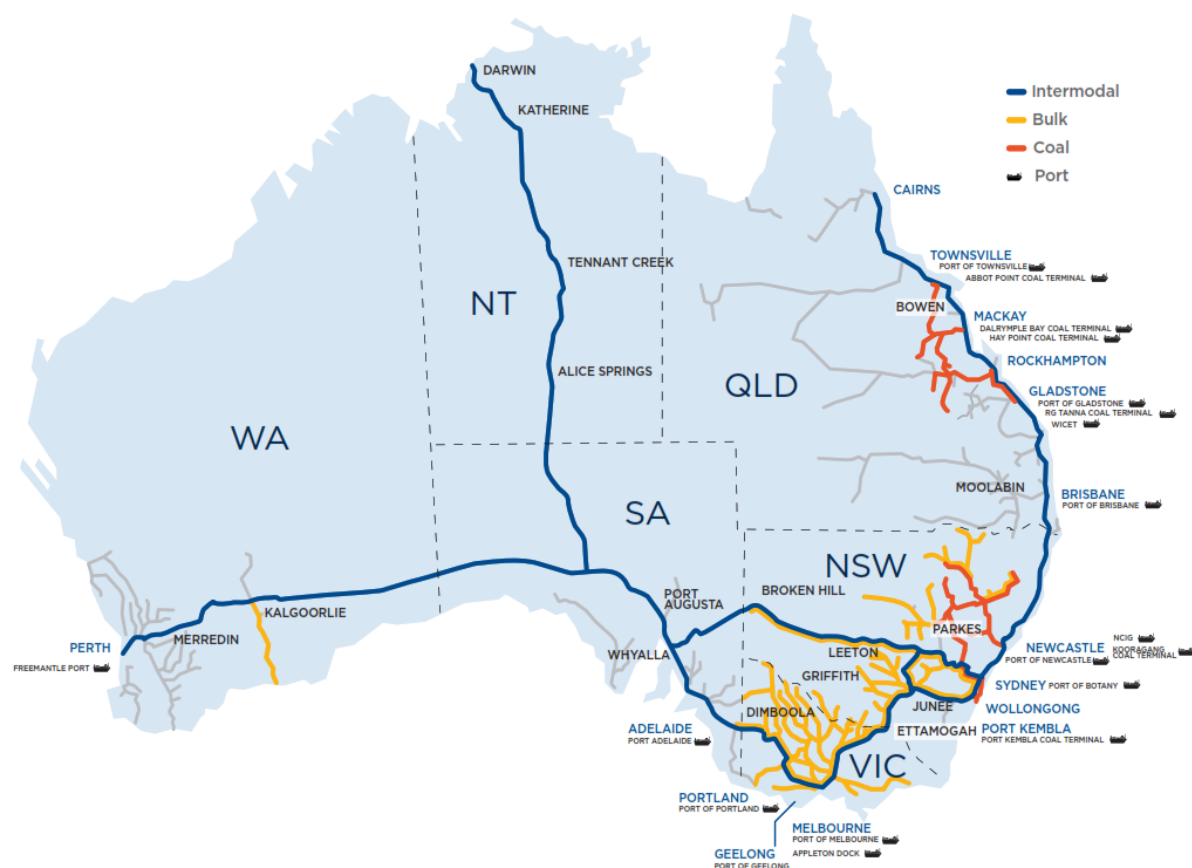 DARWIN
KATHERINE
Intermodal
Bulk
Coal
Port
CAIRNS
TOWNSVILLE
PORT OF TOWNSVILLE
ABBOT POINT COAL TERMINAL
TENNANT CREEK
NT
BOWEN
MACKAY
DALRYMPLE BAY COAL TERMINAL
HAY POINT COAL TERMINAL
ROCKHAMPTON
ALICE SPRINGS
QLD
GLADSTONE
PORT OF GLADSTONE
RG TANNA COAL TERMINAL
WICET
WA
MOOLABIN
BRISBANE
PORT OF BRISBANE
SA
NSW
PORT
AUGUSTA
BROKEN HILL
KALGOORLIE
PARKES
MERREDIN
PERTH
FREEMANTLE PORT
WHYALLA
LEETON
NEWCASTLE
PORT OF NEWCASTLE
NCIG
KOORAGANG
COAL TERMINAL
GRIFFITH
SYDNEY PORT OF BOTANY
JUNEE
WOLLONGONG
DIMBOOLA
ADELAIDE
PORT ADELAIDE
ETTAMOGAH
PORT KEMBLA
PORT KEMBLA COAL TERMINAL
VIC
PORTLAND
PORT OF PORTLAND
MELBOURNE
PORT OF MELBOURNE
APPLETON DOCK
GEELONG
PORT OF GEELONG